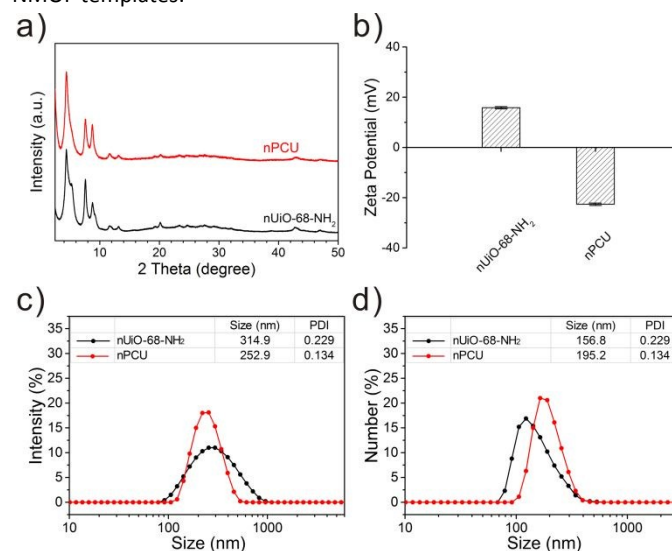 NMOF templates.
a)
Intensity (a.u.)
nPCU
nUiO-68-NH₂
10 20 30 40 50
2 Theta (degree)
b)
Zeta Potential (mV)
40
20
0
-20
-40
nUiO-68-NH₂
nPCU
c)
Size (nm) PDI
nUiO-68-NH₂ 314.9 0.229
nPCU 252.9 0.134
Intensity (%)
35
30
25
20
15
10
5
0
10 100 1000
Size (nm)
d)
Size (nm) PDI
nUiO-68-NH₂ 156.8 0.229
nPCU 195.2 0.134
Number (%)
35
30
25
20
15
10
5
0
10 100 1000
Size (nm)